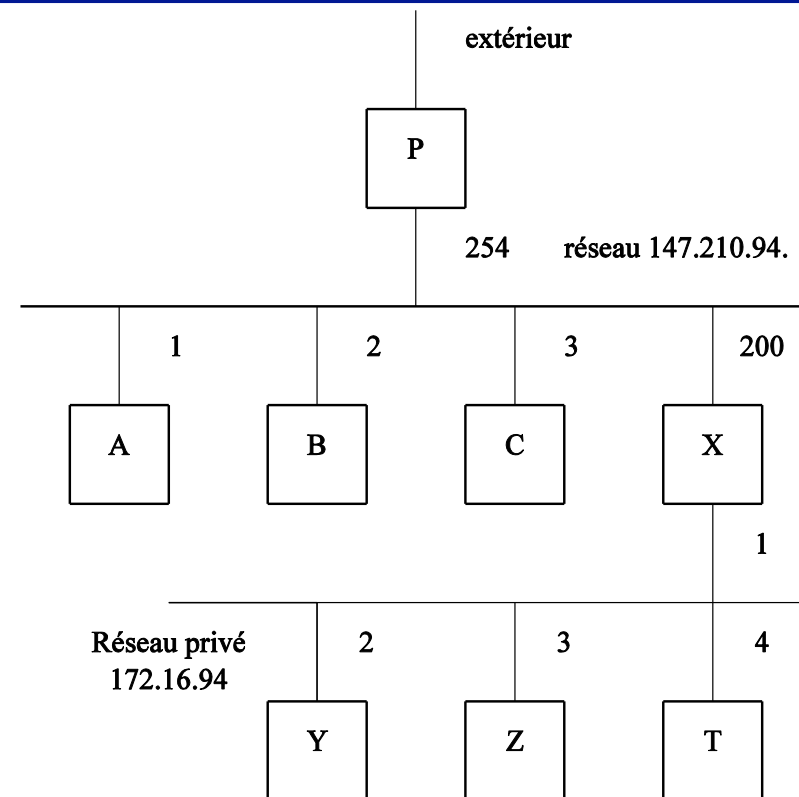 extérieur
P
254 réseau 147.210.94.
1 2 3 200
A B C X
1
Réseau privé 2 3 4
172.16.94
Y Z T